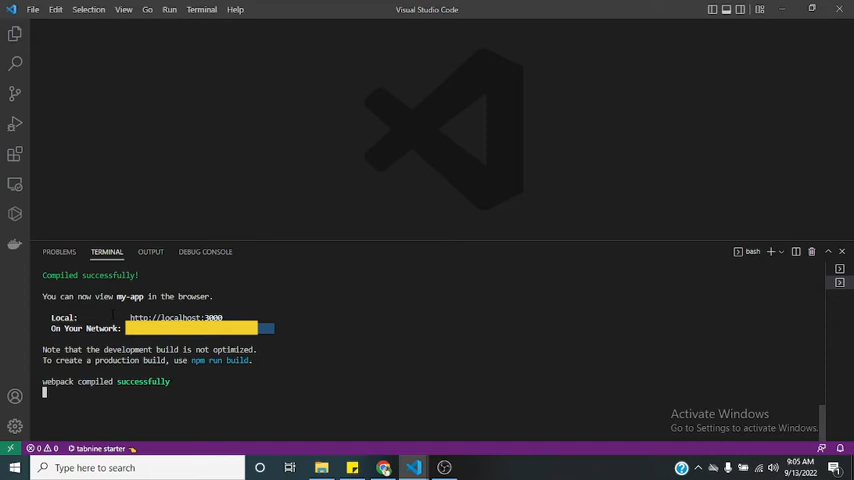 File Edit Selection View Go Run Terminal Help
Visual Studio Code
PROBLEMS TERMINAL OUTPUT DEBUG CONSOLE
bash
Compiled successfully!
You can now view my-app in the browser.
Local: http://localhost:3000
On Your Network:
Note that the development build is not optimized.
To create a production build, use npm run build.
webpack compiled successfully
Activate Windows
Go to Settings to activate Windows.
0 0 tabnine starter
Type here to search
9:05 AM
9/13/2022
1